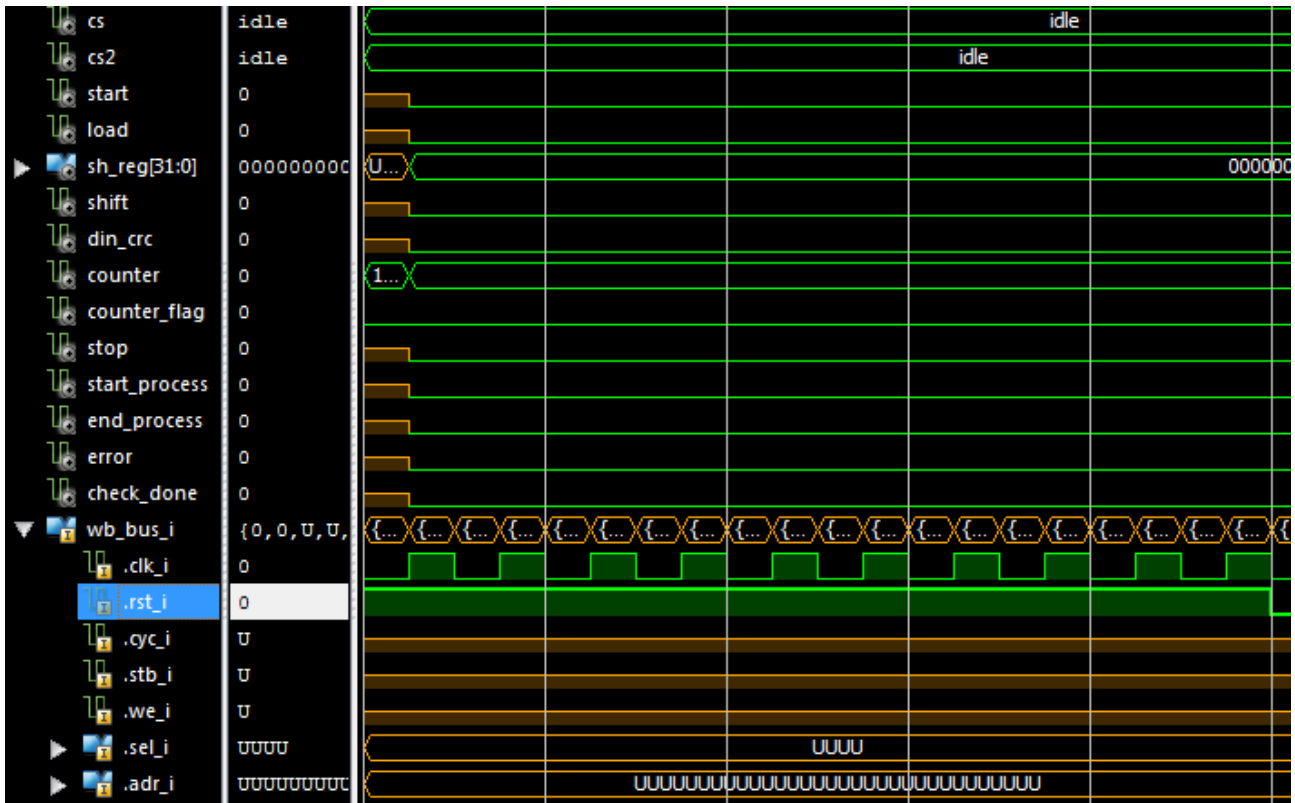 cs idle idle
cs2 idle idle
start 0
load 0
sh_reg[31:0] 000000000 U... 000000
shift 0
din_crc 0
counter 0 1...
counter_flag 0
stop 0
start_process 0
end_process 0
error 0
check_done 0
wb_bus_i {0,0,U,U, {... {... {... {... {... {... {... {... {... {... {... {... {... {... {... {... {... {... {... {... {
.clk_i 0
.rst_i 0
.cyc_i U
.stb_i U
.we_i U
.sel_i UUUU UUUU
.adr_i UUUUUUUUU UUUUUUUUUUUUUUUUUUUUUUUUUUUUUUUU